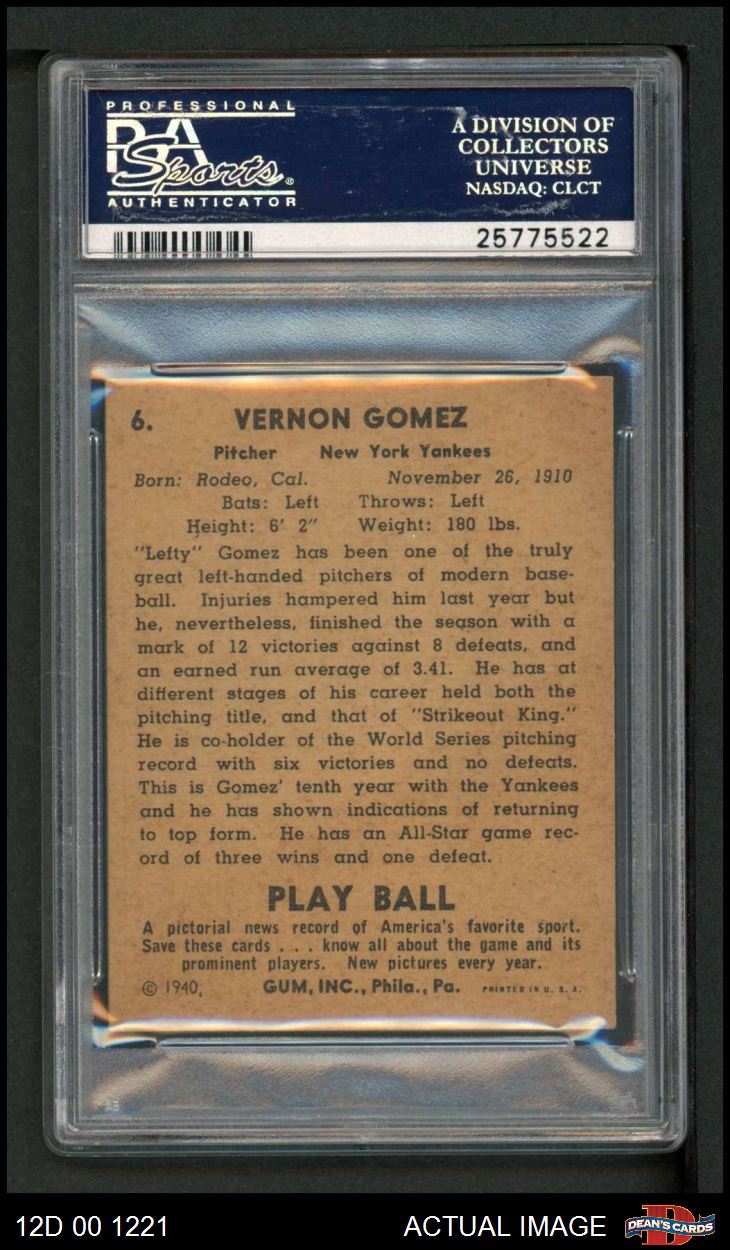 PROFESSIONAL
PSA
Sports®
AUTHENTICATOR
A DIVISION OF
COLLECTORS
UNIVERSE
NASDAQ: CLCT
25775522
6. VERNON GOMEZ
Pitcher New York Yankees
Born: Rodeo, Cal. November 26, 1910
Bats: Left Throws: Left
Height: 6' 2" Weight: 180 lbs.
"Lefty" Gomez has been one of the truly
great left-handed pitchers of modern base-
ball. Injuries hampered him last year but
he, nevertheless, finished the season with a
mark of 12 victories against 8 defeats, and
an earned run average of 3.41. He has at
different stages of his career held both the
pitching title, and that of "Strikeout King."
He is co-holder of the World Series pitching
record with six victories and no defeats.
This is Gomez' tenth year with the Yankees
and he has shown indications of returning
to top form. He has an All-Star game rec-
ord of three wins and one defeat.
PLAY BALL
A pictorial news record of America's favorite sport.
Save these cards . . . know all about the game and its
prominent players. New pictures every year.
© 1940, GUM, INC., Phila., Pa. PRINTED IN U. S. A.
12D 00 1221 ACTUAL IMAGE DEAN'S CARDS